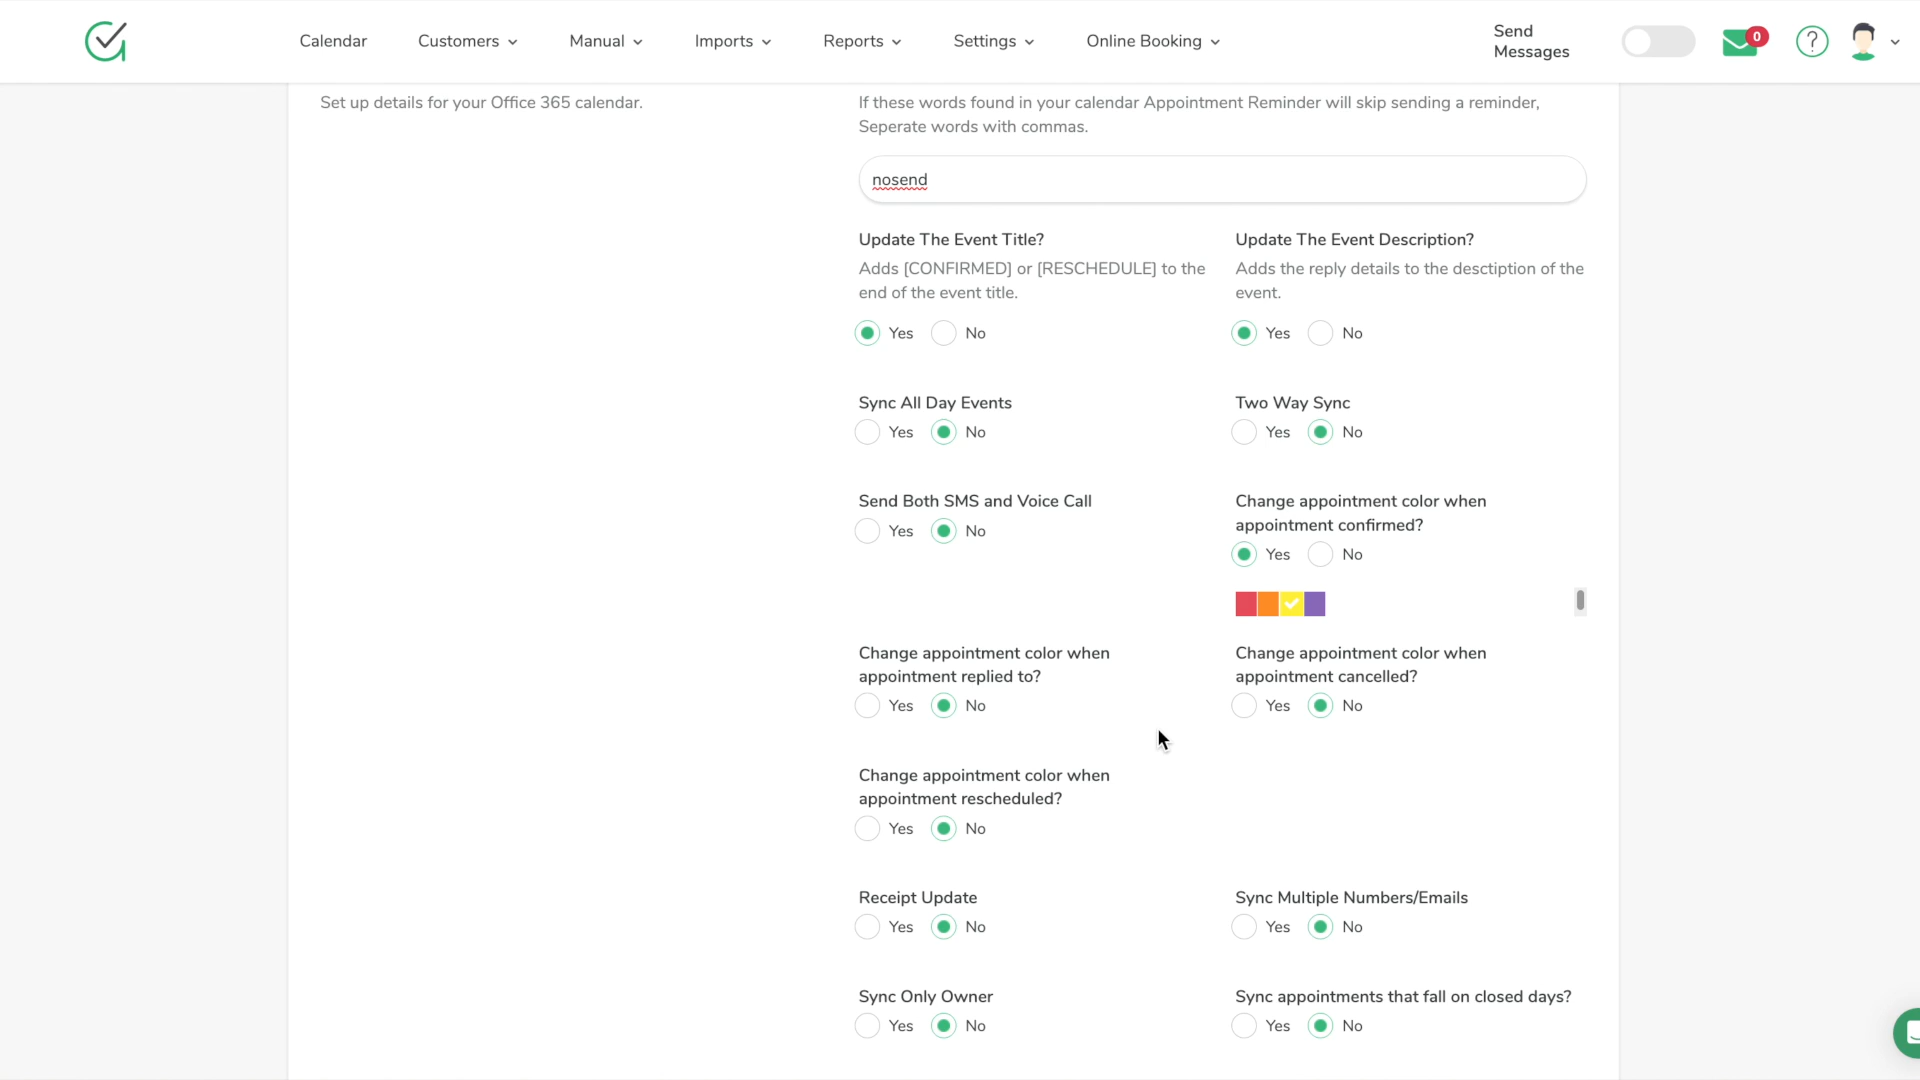 Calendar
Customers
Manual
Imports
Reports
Settings
Online Booking
Send
Messages
0
?
Set up details for your Office 365 calendar.
If these words found in your calendar Appointment Reminder will skip sending a reminder,
Seperate words with commas.
nosend
Update The Event Title?
Update The Event Description?
Adds [CONFIRMED] or [RESCHEDULE] to the
end of the event title.
Adds the reply details to the desctiption of the
event.
Yes No
Yes No
Sync All Day Events
Two Way Sync
Yes No
Yes No
Send Both SMS and Voice Call
Yes No
Change appointment color when
appointment confirmed?
Yes No
Change appointment color when
appointment replied to?
Yes No
Change appointment color when
appointment cancelled?
Yes No
Change appointment color when
appointment rescheduled?
Yes No
Receipt Update
Sync Multiple Numbers/Emails
Yes No
Yes No
Sync Only Owner
Sync appointments that fall on closed days?
Yes No
Yes No